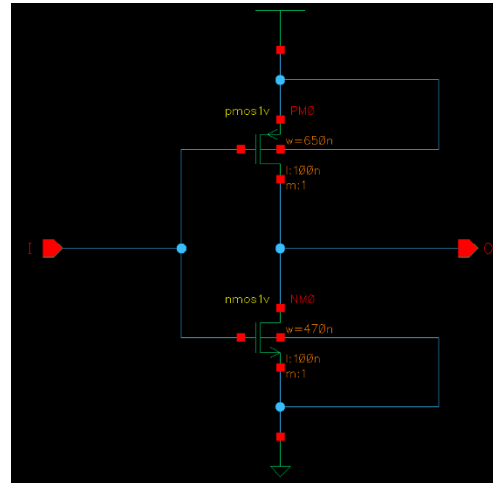 pmos1v PM0
w=650n
l:100n
m:1
I
O
nmos1v NM0
w=470n
l:100n
m:1